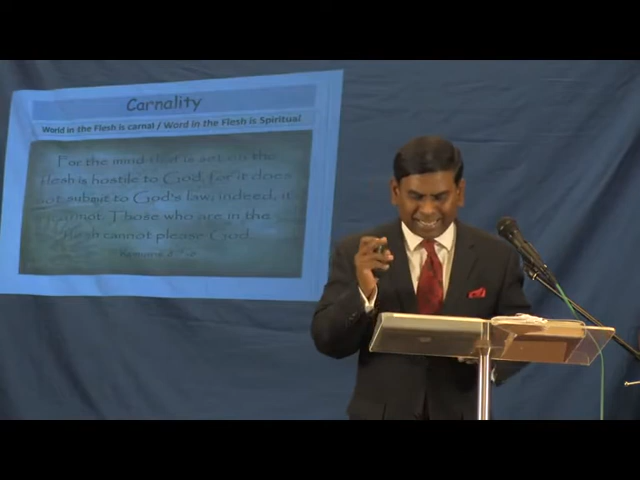 Carnality
World in the Flesh is carnal / Word in the Flesh is Spiritual
For the mind that is set on the
flesh is hostile to God, for it does
not submit to God's law; indeed, it
cannot. Those who are in the
flesh cannot please God.